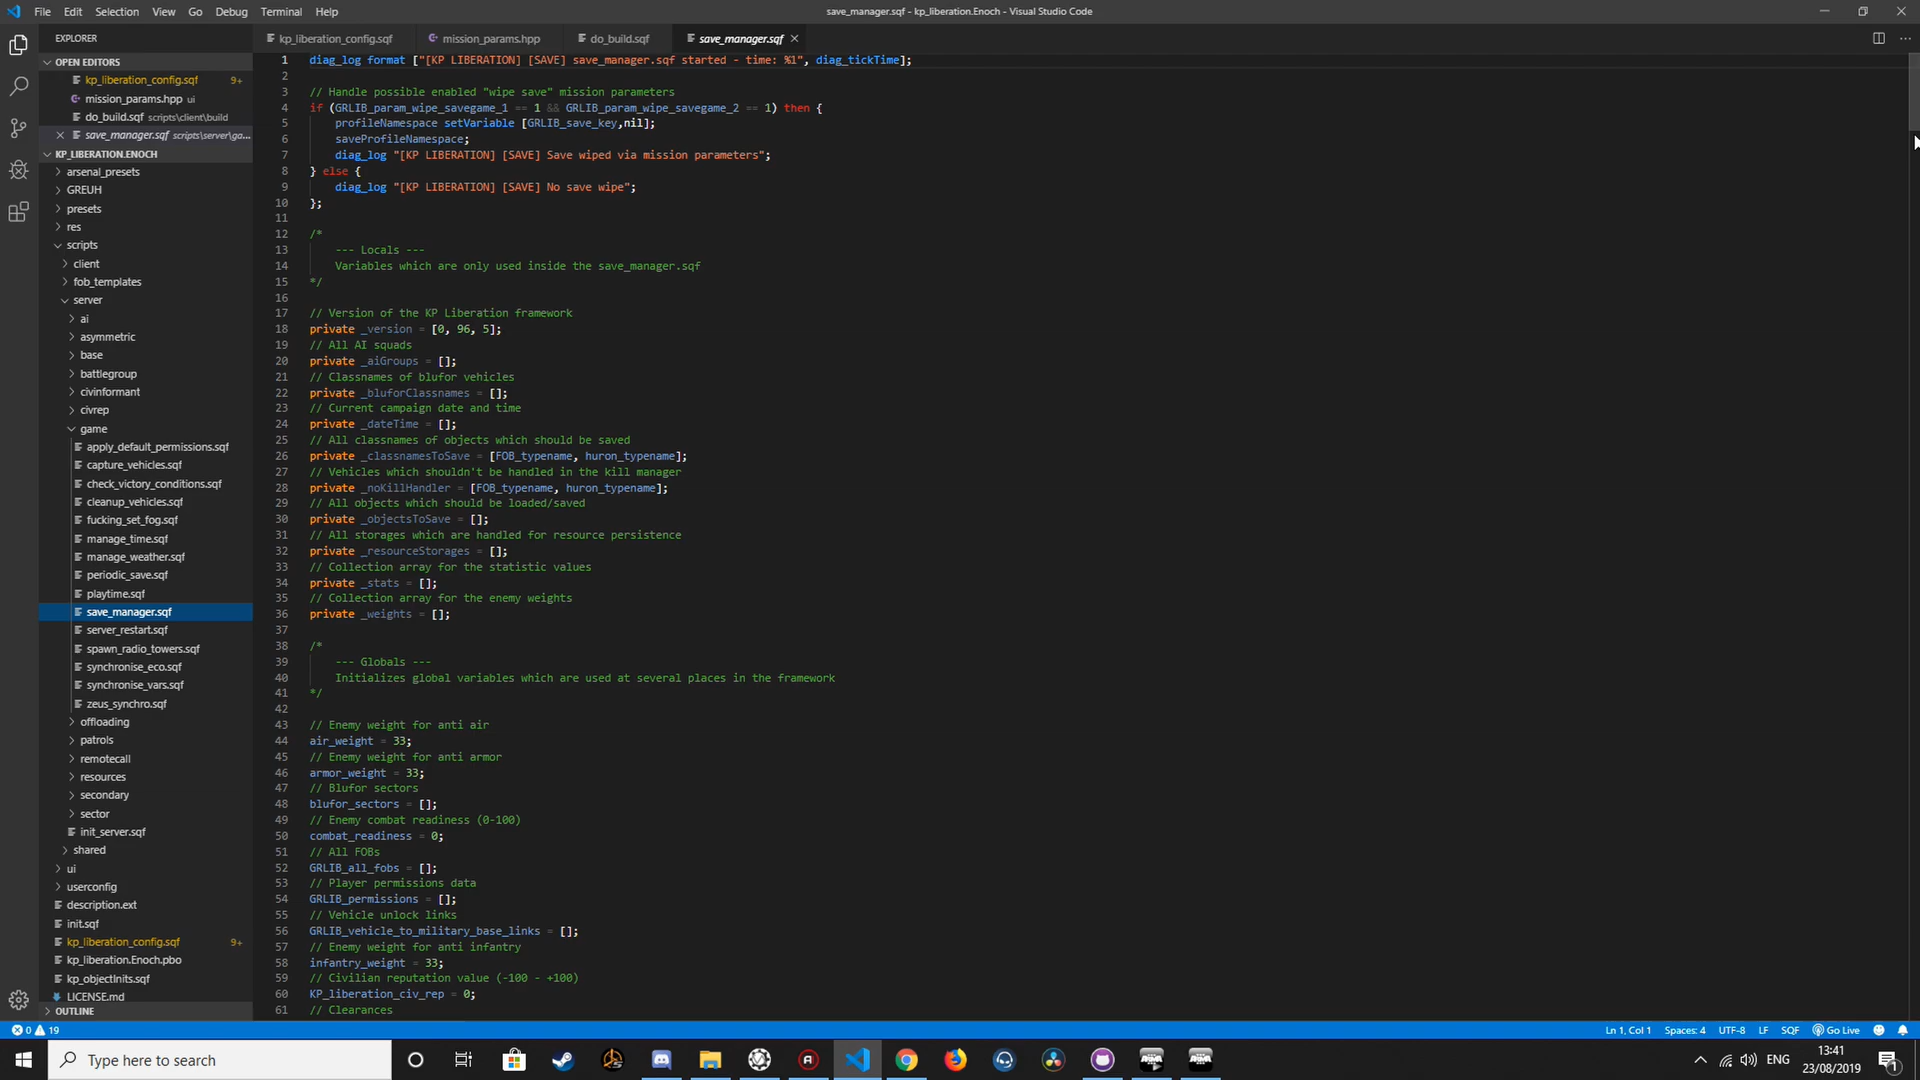 File Edit Selection View Go Debug Terminal Help
save_manager.sqf - kp_liberation.Enoch - Visual Studio Code
EXPLORER
kp_liberation_config.sqf
mission_params.hpp
do_build.sqf
save_manager.sqf
OPEN EDITORS
kp_liberation_config.sqf 9+
mission_params.hpp ui
do_build.sqf scripts\client\build
save_manager.sqf scripts\server\ga...
KP_LIBERATION.ENOCH
arsenal_presets
GREUH
presets
res
scripts
client
fob_templates
server
ai
asymmetric
base
battlegroup
civinformant
civrep
game
apply_default_permissions.sqf
capture_vehicles.sqf
check_victory_conditions.sqf
cleanup_vehicles.sqf
fucking_set_fog.sqf
manage_time.sqf
manage_weather.sqf
periodic_save.sqf
playtime.sqf
save_manager.sqf
server_restart.sqf
spawn_radio_towers.sqf
synchronise_eco.sqf
synchronise_vars.sqf
zeus_synchro.sqf
offloading
patrols
remotecall
resources
secondary
sector
init_server.sqf
shared
ui
userconfig
description.ext
init.sqf
kp_liberation_config.sqf 9+
kp_liberation.Enoch.pbo
kp_objectInits.sqf
LICENSE.md
OUTLINE
1 diag_log format ["[KP LIBERATION] [SAVE] save_manager.sqf started - time: %1", diag_tickTime];
2
3 // Handle possible enabled "wipe save" mission parameters
4 if (GRLIB_param_wipe_savegame_1 == 1 && GRLIB_param_wipe_savegame_2 == 1) then {
5 profileNamespace setVariable [GRLIB_save_key,nil];
6 saveProfileNamespace;
7 diag_log "[KP LIBERATION] [SAVE] Save wiped via mission parameters";
8 } else {
9 diag_log "[KP LIBERATION] [SAVE] No save wipe";
10 };
11
12 /*
13 --- Locals ---
14 Variables which are only used inside the save_manager.sqf
15 */
16
17 // Version of the KP Liberation framework
18 private _version = [0, 96, 5];
19 // All AI squads
20 private _aiGroups = [];
21 // Classnames of blufor vehicles
22 private _bluforClassnames = [];
23 // Current campaign date and time
24 private _dateTime = [];
25 // All classnames of objects which should be saved
26 private _classnamesToSave = [FOB_typename, huron_typename];
27 // Vehicles which shouldn't be handled in the kill manager
28 private _noKillHandler = [FOB_typename, huron_typename];
29 // All objects which should be loaded/saved
30 private _objectsToSave = [];
31 // All storages which are handled for resource persistence
32 private _resourceStorages = [];
33 // Collection array for the statistic values
34 private _stats = [];
35 // Collection array for the enemy weights
36 private _weights = [];
37
38 /*
39 --- Globals ---
40 Initializes global variables which are used at several places in the framework
41 */
42
43 // Enemy weight for anti air
44 air_weight = 33;
45 // Enemy weight for anti armor
46 armor_weight = 33;
47 // Blufor sectors
48 blufor_sectors = [];
49 // Enemy combat readiness (0-100)
50 combat_readiness = 0;
51 // All FOBs
52 GRLIB_all_fobs = [];
53 // Player permissions data
54 GRLIB_permissions = [];
55 // Vehicle unlock links
56 GRLIB_vehicle_to_military_base_links = [];
57 // Enemy weight for anti infantry
58 infantry_weight = 33;
59 // Civilian reputation value (-100 - +100)
60 KP_liberation_civ_rep = 0;
61 // Clearances
0 19
Ln 1, Col 1 Spaces: 4 UTF-8 LF SQF Go Live
Type here to search
ENG
13:41
23/08/2019
1